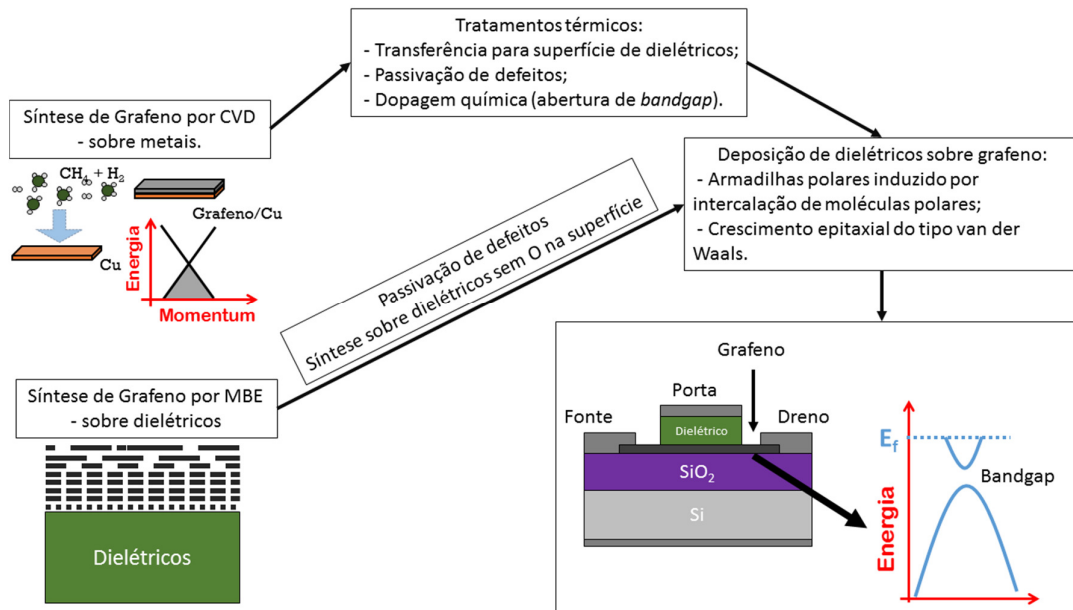 Tratamentos térmicos:
- Transferência para superfície de dielétricos;
- Passivação de defeitos;
- Dopagem química (abertura de bandgap).
Síntese de Grafeno por CVD
- sobre metais.
CH4 + H2
Grafeno/Cu
Cu
Energia
Momentum
Deposição de dielétricos sobre grafeno:
- Armadilhas polares induzido por
intercalação de moléculas polares;
- Crescimento epitaxial do tipo van der
Waals.
Passivação de defeitos
Síntese sobre dielétricos sem O na superfície
Síntese de Grafeno por MBE
- sobre dielétricos
Dielétricos
Grafeno
Porta
Fonte
Dreno
Dielétrico
SiO2
Si
Ef
Bandgap
Energia